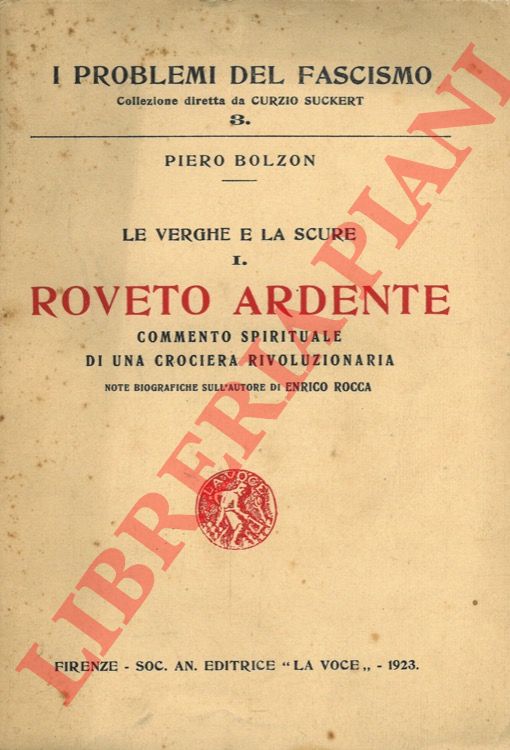 I PROBLEMI DEL FASCISMO
Collezione diretta da CURZIO SUCKERT
3.
PIERO BOLZON
LE VERGHE E LA SCURE
I.
ROVETO ARDENTE
COMMENTO SPIRITUALE
DI UNA CROCIERA RIVOLUZIONARIA
NOTE BIOGRAFICHE SULL'AUTORE DI ENRICO ROCCA
LA VOCE
FIRENZE - SOC. AN. EDITRICE "LA VOCE„ - 1923.
LIBRERIA PIANI